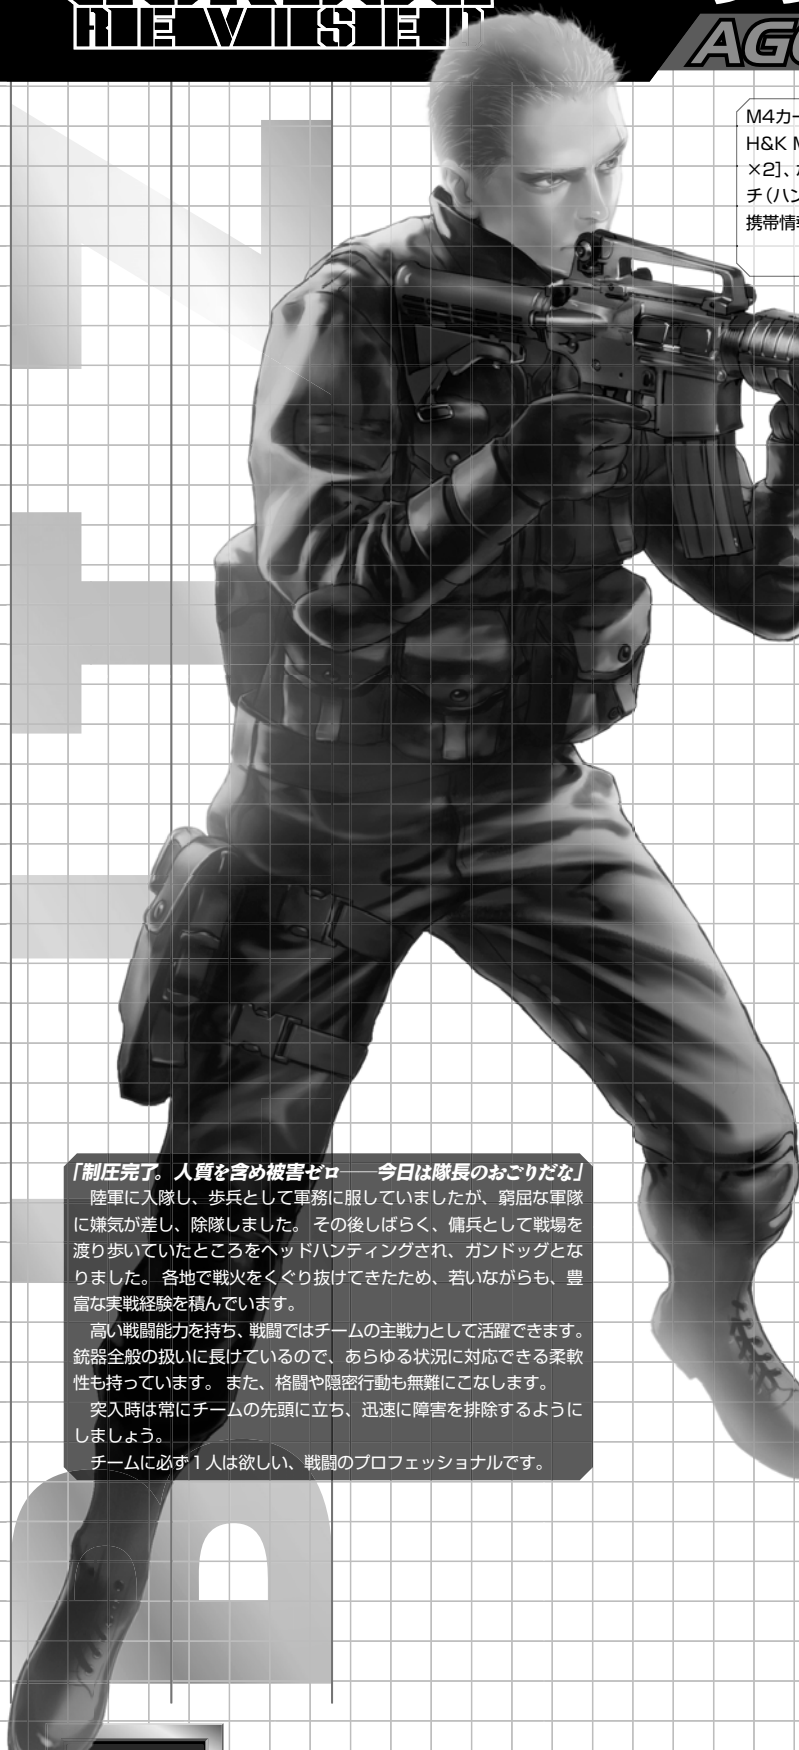 REVISED
AG
M4カー
H&K M
×2]、
チ(ハン
携帯情報
「制圧完了。人質を含め被害ゼロ──今日は隊長のおごりだな」
陸軍に入隊し、歩兵として軍務に服していましたが、窮屈な軍隊
に嫌気が差し、除隊しました。その後しばらく、傭兵として戦場を
渡り歩いていたところをヘッドハンティングされ、ガンドッグとな
りました。各地で戦火をくぐり抜けてきたため、若いながらも、豊
富な実戦経験を積んでいます。
高い戦闘能力を持ち、戦闘ではチームの主戦力として活躍できます。
銃器全般の扱いに長けているので、あらゆる状況に対応できる柔軟
性も持っています。また、格闘や隠密行動も無難にこなします。
突入時は常にチームの先頭に立ち、迅速に障害を排除するように
しましょう。
チームに必ず1人は欲しい、戦闘のプロフェッショナルです。